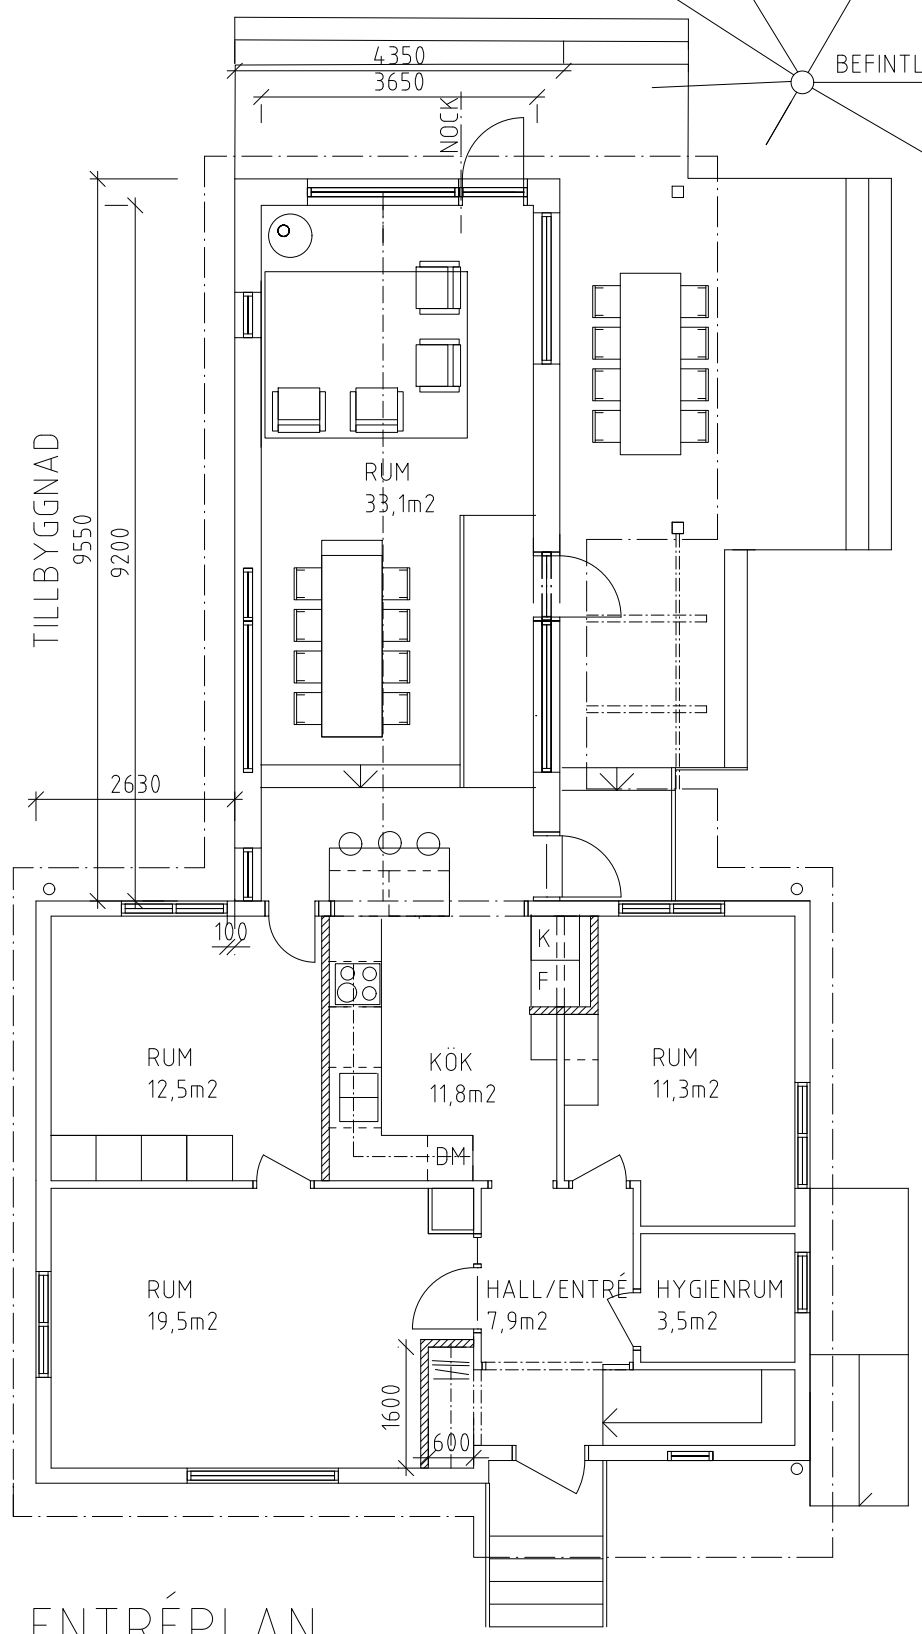 4350
BEFINTL
3650
NOCK
RUM
33,1m2
TILLBYGGNAD
9550
9200
2630
100
K
F
RUM
12,5m2
KÖK
11,8m2
RUM
11,3m2
DM
RUM
19,5m2
HALL/ENTRÉ
7,9m2
HYGIENRUM
3,5m2
1600
600
ENTRÉPLAN